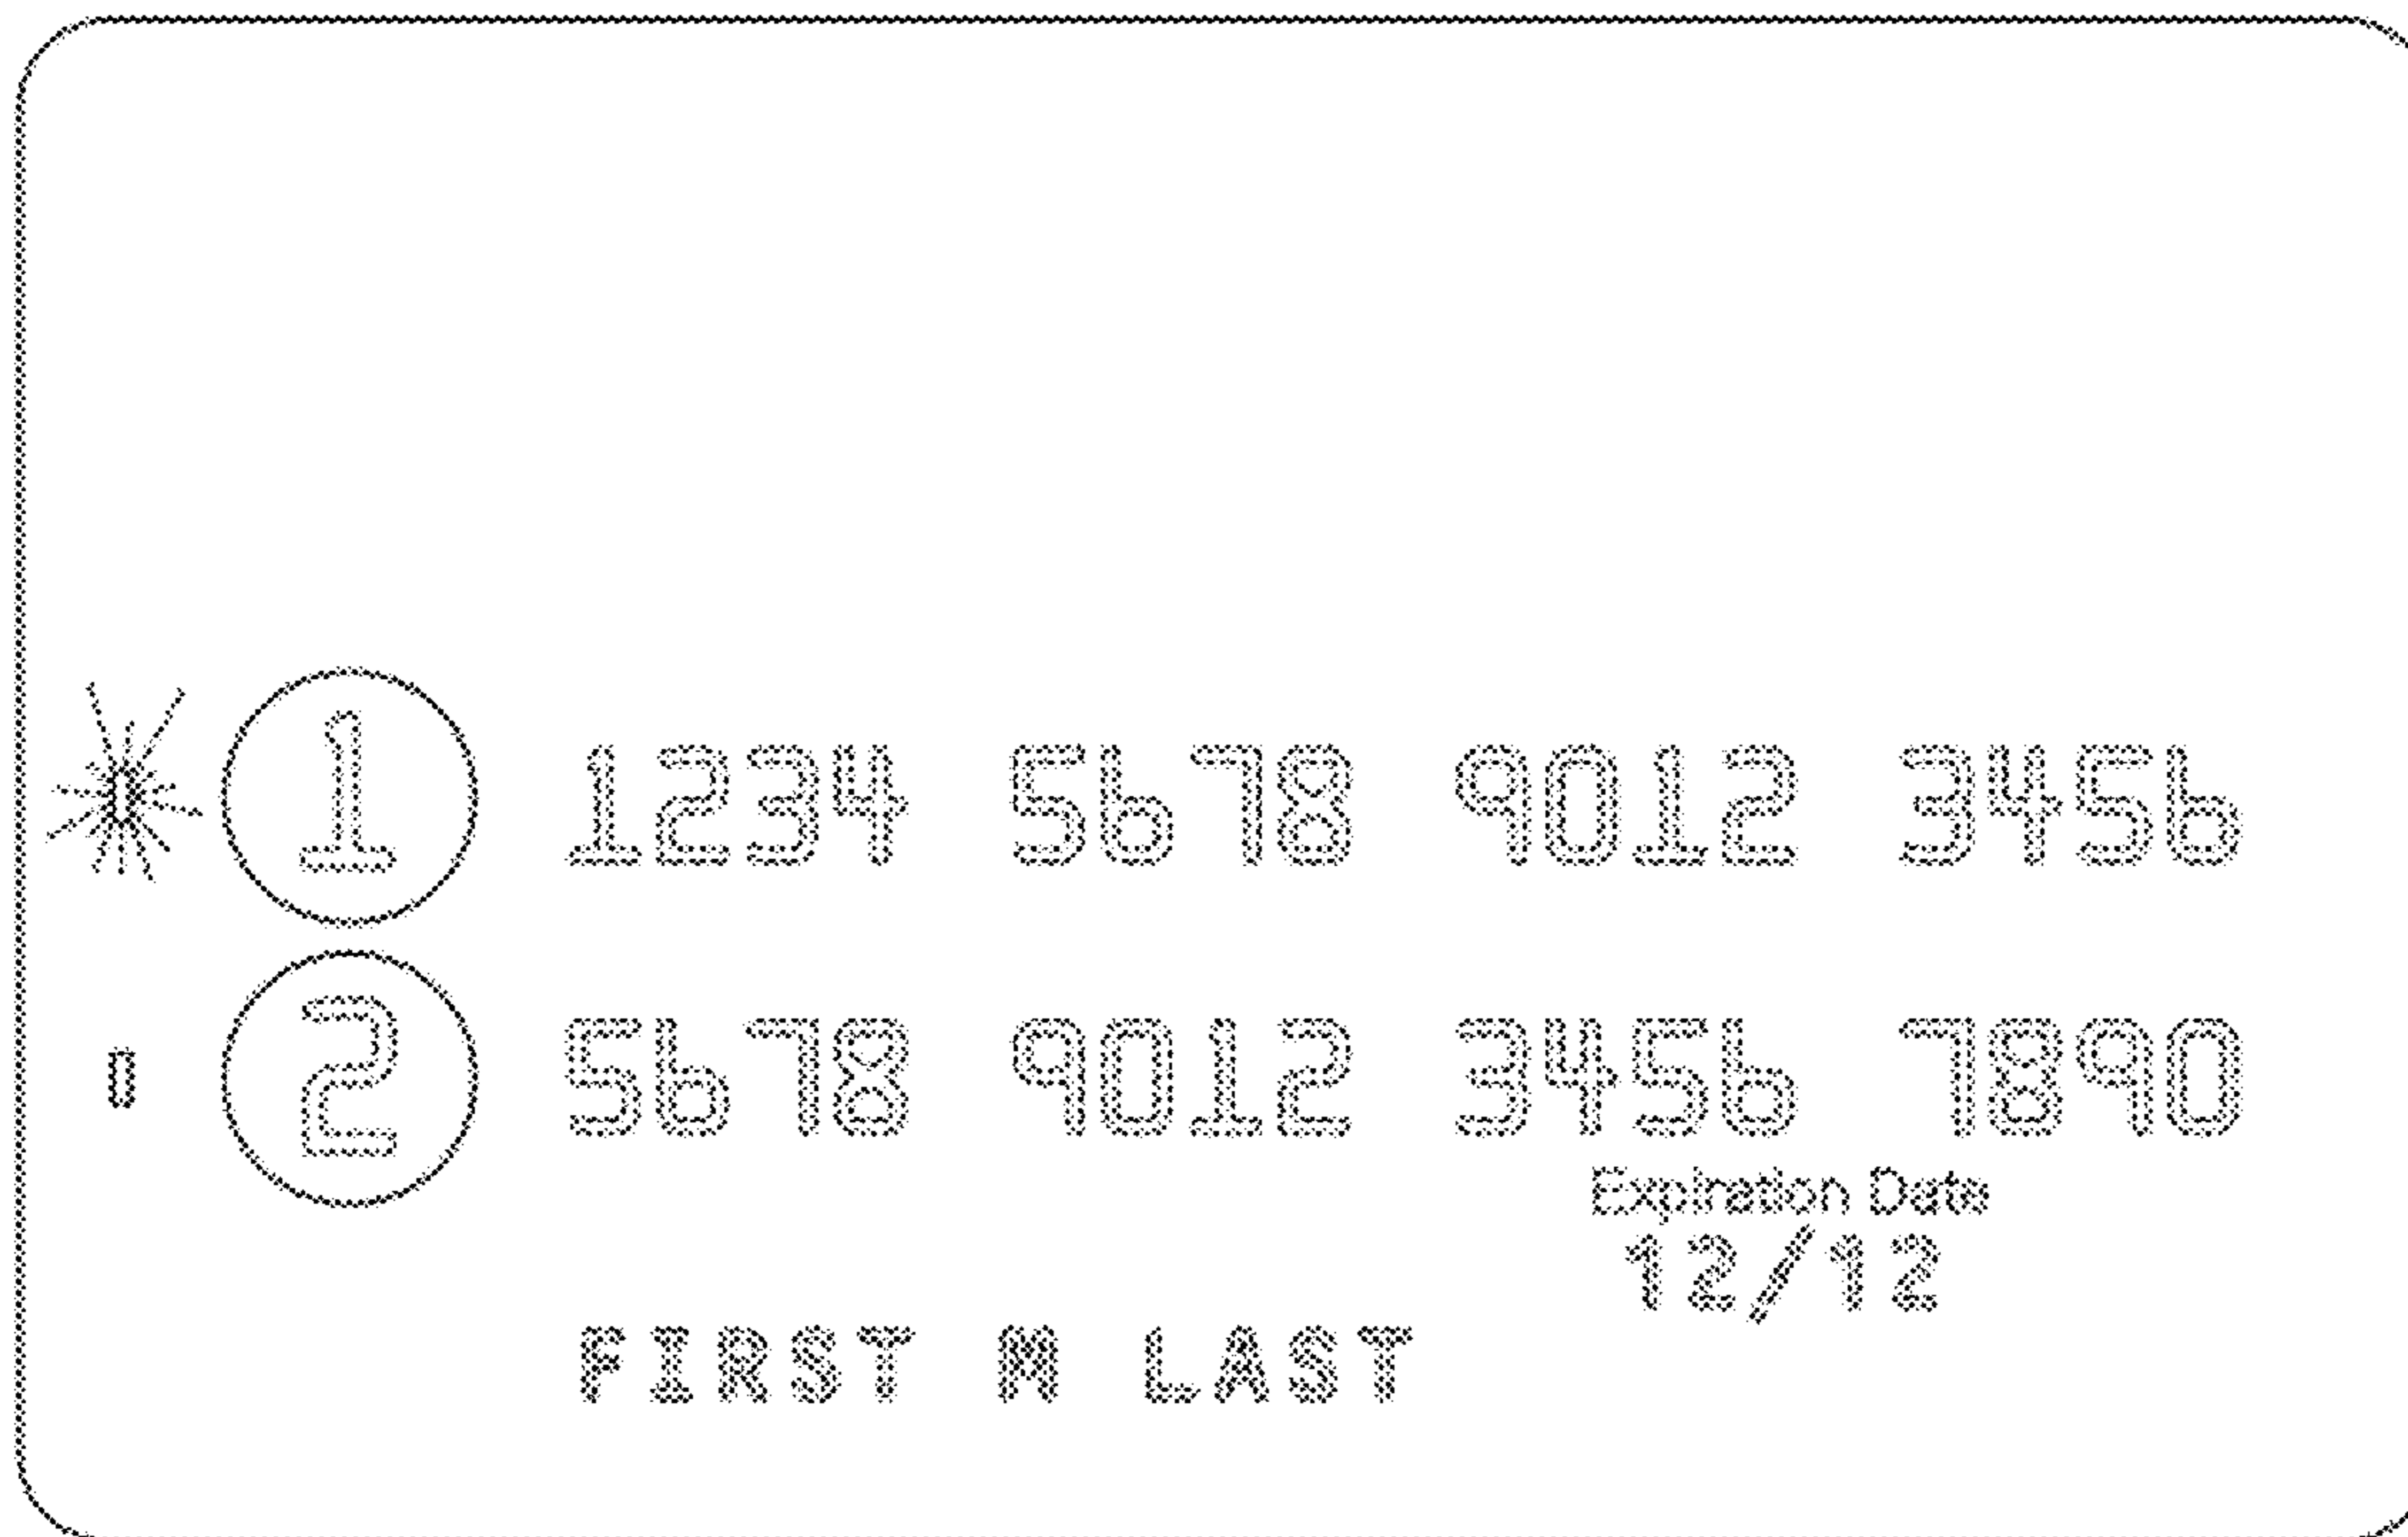 1 1234 5678 9012 3456
2 5678 9012 3456 7890
Expiration Date
12/12
FIRST M LAST